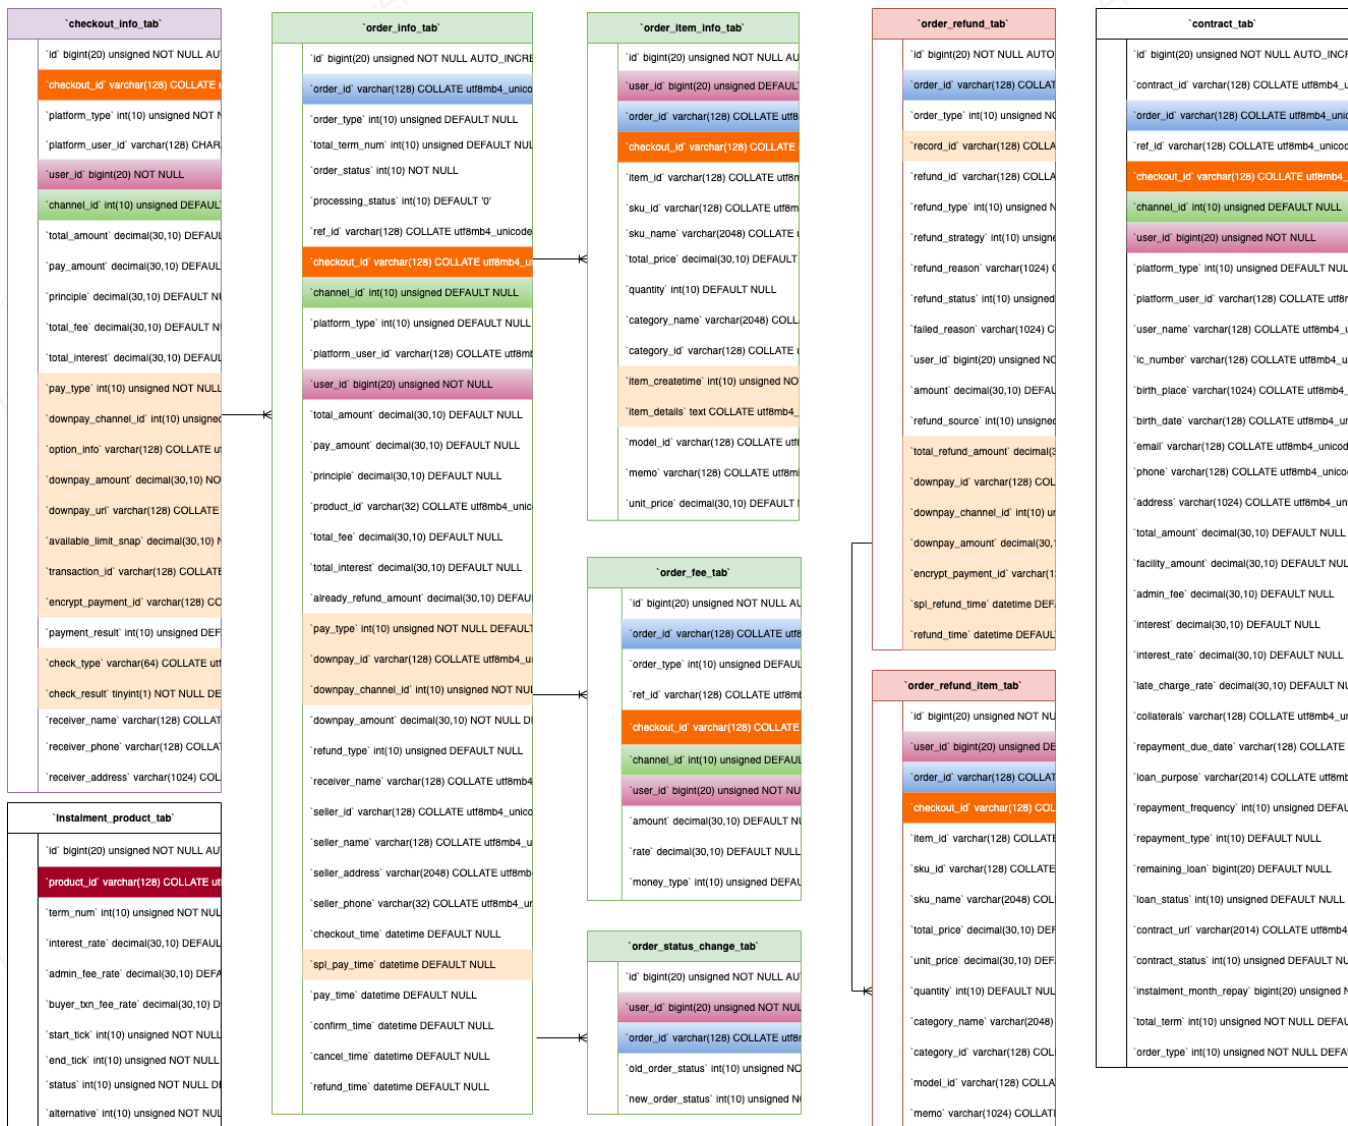 `checkout_info_tab`
`id` bigint(20) unsigned NOT NULL AU
`checkout_id` varchar(128) COLLATE u
`platform_type` int(10) unsigned NOT N
`platform_user_id` varchar(128) CHAR
`user_id` bigint(20) NOT NULL
`channel_id` int(10) unsigned DEFAUL
`total_amount` decimal(30,10) DEFAUL
`pay_amount` decimal(30,10) DEFAUL
`principle` decimal(30,10) DEFAULT NU
`total_fee` decimal(30,10) DEFAULT N
`total_interest` decimal(30,10) DEFAUL
`pay_type` int(10) unsigned NOT NULL
`downpay_channel_id` int(10) unsigned
`option_info` varchar(128) COLLATE ut
`downpay_amount` decimal(30,10) NO
`downpay_url` varchar(128) COLLATE
`available_limit_snap` decimal(30,10) N
`transaction_id` varchar(128) COLLATE
`encrypt_payment_id` varchar(128) CO
`payment_result` int(10) unsigned DEF
`check_type` varchar(64) COLLATE utf
`check_result` tinyint(1) NOT NULL DE
`receiver_name` varchar(128) COLLAT
`receiver_phone` varchar(128) COLLA
`receiver_address` varchar(1024) COL
`Instalment_product_tab`
`id` bigint(20) unsigned NOT NULL AU
`product_id` varchar(128) COLLATE ut
`term_num` int(10) unsigned NOT NUL
`interest_rate` decimal(30,10) DEFAUL
`admin_fee_rate` decimal(30,10) DEFA
`buyer_txn_fee_rate` decimal(30,10) D
`start_tick` int(10) unsigned NOT NULL
`end_tick` int(10) unsigned NOT NULL
`status` int(10) unsigned NOT NULL DE
`alternative` int(10) unsigned NOT NUL
`order_info_tab`
`id` bigint(20) unsigned NOT NULL AUTO_INCRE
`order_id` varchar(128) COLLATE utf8mb4_unico
`order_type` int(10) unsigned DEFAULT NULL
`total_term_num` int(10) unsigned DEFAULT NUL
`order_status` int(10) NOT NULL
`processing_status` int(10) DEFAULT '0'
`ref_id` varchar(128) COLLATE utf8mb4_unicode
`checkout_id` varchar(128) COLLATE utf8mb4_u
`channel_id` int(10) unsigned DEFAULT NULL
`platform_type` int(10) unsigned DEFAULT NULL
`platform_user_id` varchar(128) COLLATE utf8mb
`user_id` bigint(20) unsigned NOT NULL
`total_amount` decimal(30,10) DEFAULT NULL
`pay_amount` decimal(30,10) DEFAULT NULL
`principle` decimal(30,10) DEFAULT NULL
`product_id` varchar(32) COLLATE utf8mb4_unic
`total_fee` decimal(30,10) DEFAULT NULL
`total_interest` decimal(30,10) DEFAULT NULL
`already_refund_amount` decimal(30,10) DEFAU
`pay_type` int(10) unsigned NOT NULL DEFAULT
`downpay_id` varchar(128) COLLATE utf8mb4_u
`downpay_channel_id` int(10) unsigned NOT NUL
`downpay_amount` decimal(30,10) NOT NULL D
`refund_type` int(10) unsigned DEFAULT NULL
`receiver_name` varchar(128) COLLATE utf8mb4
`seller_id` varchar(128) COLLATE utf8mb4_unico
`seller_name` varchar(128) COLLATE utf8mb4_u
`seller_address` varchar(2048) COLLATE utf8mb
`seller_phone` varchar(32) COLLATE utf8mb4_ur
`checkout_time` datetime DEFAULT NULL
`spl_pay_time` datetime DEFAULT NULL
`pay_time` datetime DEFAULT NULL
`confirm_time` datetime DEFAULT NULL
`cancel_time` datetime DEFAULT NULL
`refund_time` datetime DEFAULT NULL
`order_item_info_tab`
`id` bigint(20) unsigned NOT NULL AU
`user_id` bigint(20) unsigned DEFAUL
`order_id` varchar(128) COLLATE utf8
`checkout_id` varchar(128) COLLATE
`item_id` varchar(128) COLLATE utf8m
`sku_id` varchar(128) COLLATE utf8m
`sku_name` varchar(2048) COLLATE u
`total_price` decimal(30,10) DEFAULT
`quantity` int(10) DEFAULT NULL
`category_name` varchar(2048) COLL
`category_id` varchar(128) COLLATE u
`item_createtime` int(10) unsigned NO
`item_details` text COLLATE utf8mb4_
`model_id` varchar(128) COLLATE utf
`memo` varchar(128) COLLATE utf8m
`unit_price` decimal(30,10) DEFAULT
`order_fee_tab`
`id` bigint(20) unsigned NOT NULL AU
`order_id` varchar(128) COLLATE utf8
`order_type` int(10) unsigned DEFAUL
`ref_id` varchar(128) COLLATE utf8mb
`checkout_id` varchar(128) COLLATE
`channel_id` int(10) unsigned DEFAUL
`user_id` bigint(20) unsigned NOT NU
`amount` decimal(30,10) DEFAULT NU
`rate` decimal(30,10) DEFAULT NULL
`money_type` int(10) unsigned DEFAU
`order_status_change_tab`
`id` bigint(20) unsigned NOT NULL AU
`user_id` bigint(20) unsigned NOT NUL
`order_id` varchar(128) COLLATE utf8
`old_order_status` int(10) unsigned NO
`new_order_status` int(10) unsigned N
`order_refund_tab`
`id` bigint(20) NOT NULL AUTO_
`order_id` varchar(128) COLLAT
`order_type` int(10) unsigned NO
`record_id` varchar(128) COLLA
`refund_id` varchar(128) COLLA
`refund_type` int(10) unsigned N
`refund_strategy` int(10) unsigne
`refund_reason` varchar(1024) C
`refund_status` int(10) unsigned
`failed_reason` varchar(1024) C
`user_id` bigint(20) unsigned NO
`amount` decimal(30,10) DEFAU
`refund_source` int(10) unsigned
`total_refund_amount` decimal(3
`downpay_id` varchar(128) COL
`downpay_channel_id` int(10) ur
`downpay_amount` decimal(30,
`encrypt_payment_id` varchar(1
`spl_refund_time` datetime DEF
`refund_time` datetime DEFAUL
`order_refund_item_tab`
`id` bigint(20) unsigned NOT NU
`user_id` bigint(20) unsigned DE
`order_id` varchar(128) COLLAT
`checkout_id` varchar(128) COL
`item_id` varchar(128) COLLATE
`sku_id` varchar(128) COLLATE
`sku_name` varchar(2048) COL
`total_price` decimal(30,10) DEF
`unit_price` decimal(30,10) DEF
`quantity` int(10) DEFAULT NUL
`category_name` varchar(2048)
`category_id` varchar(128) COL
`model_id` varchar(128) COLLA
`memo` varchar(1024) COLLAT
`contract_tab`
`id` bigint(20) unsigned NOT NULL AUTO_INCR
`contract_id` varchar(128) COLLATE utf8mb4_u
`order_id` varchar(128) COLLATE utf8mb4_unic
`ref_id` varchar(128) COLLATE utf8mb4_unicoc
`checkout_id` varchar(128) COLLATE utf8mb4_
`channel_id` int(10) unsigned DEFAULT NULL
`user_id` bigint(20) unsigned NOT NULL
`platform_type` int(10) unsigned DEFAULT NUL
`platform_user_id` varchar(128) COLLATE utf8r
`user_name` varchar(128) COLLATE utf8mb4_u
`ic_number` varchar(128) COLLATE utf8mb4_u
`birth_place` varchar(1024) COLLATE utf8mb4_
`birth_date` varchar(128) COLLATE utf8mb4_ur
`email` varchar(128) COLLATE utf8mb4_unicod
`phone` varchar(128) COLLATE utf8mb4_unico
`address` varchar(1024) COLLATE utf8mb4_un
`total_amount` decimal(30,10) DEFAULT NULL
`facility_amount` decimal(30,10) DEFAULT NUL
`admin_fee` decimal(30,10) DEFAULT NULL
`interest` decimal(30,10) DEFAULT NULL
`interest_rate` decimal(30,10) DEFAULT NULL
`late_charge_rate` decimal(30,10) DEFAULT NU
`collaterals` varchar(128) COLLATE utf8mb4_ur
`repayment_due_date` varchar(128) COLLATE
`loan_purpose` varchar(2014) COLLATE utf8mb
`repayment_frequency` int(10) unsigned DEFAU
`repayment_type` int(10) DEFAULT NULL
`remaining_loan` bigint(20) DEFAULT NULL
`loan_status` int(10) unsigned DEFAULT NULL
`contract_url` varchar(2014) COLLATE utf8mb4
`contract_status` int(10) unsigned DEFAULT NU
`instalment_month_repay` bigint(20) unsigned N
`total_term` int(10) unsigned NOT NULL DEFAU
`order_type` int(10) unsigned NOT NULL DEFA